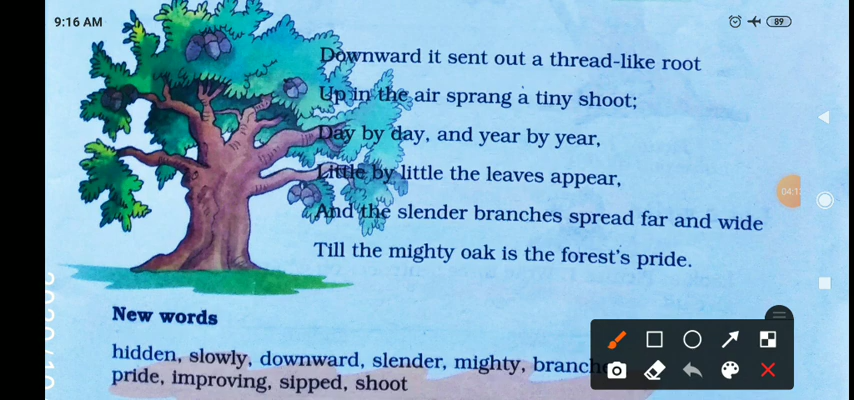 9:16 AM
89
Downward it sent out a thread-like root
Up in the air sprang a tiny shoot;
Day by day, and year by year,
Little by little the leaves appear,
And the slender branches spread far and wide
Till the mighty oak is the forest's pride.
New words
hidden, slowly, downward, slender, mighty,
pride, improving, sipped, shoot